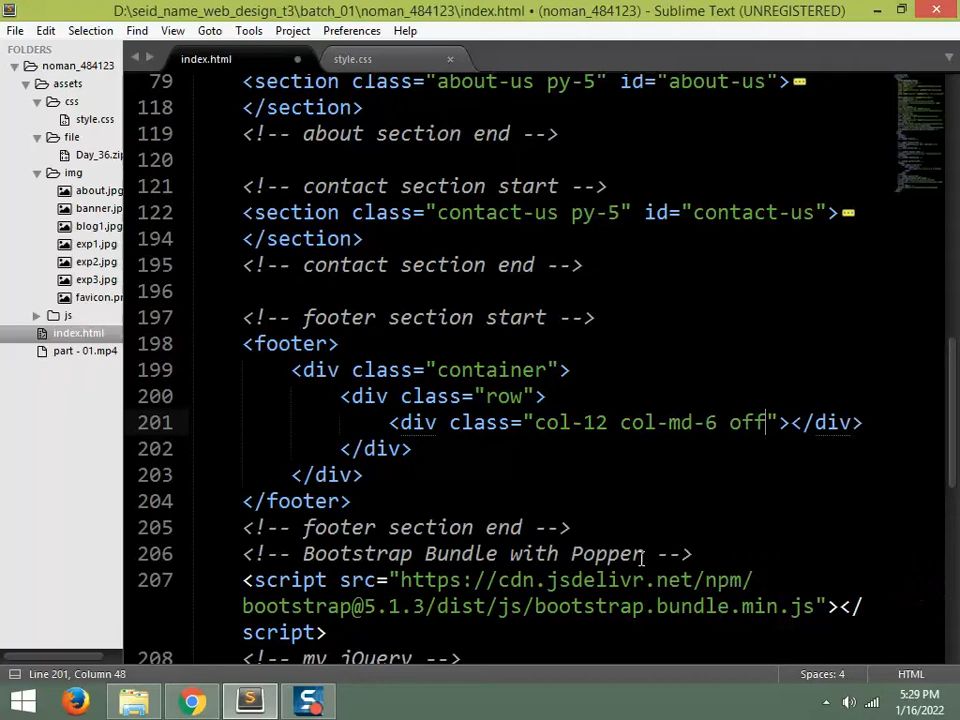 D:\seid_name_web_design_t3\batch_01\noman_484123\index.html • (noman_484123) - Sublime Text (UNREGISTERED)
File Edit Selection Find View Goto Tools Project Preferences Help
FOLDERS
noman_484123
assets
css
style.css
file
Day_36.zip
img
about.jpg
banner.jp
blog1.jpg
exp1.jpg
exp2.jpg
exp3.jpg
favicon.pr
js
index.html
part - 01.mp4
index.html style.css
79 <section class="about-us py-5" id="about-us">
118 </section>
119 <!-- about section end -->
120
121 <!-- contact section start -->
122 <section class="contact-us py-5" id="contact-us">
194 </section>
195 <!-- contact section end -->
196
197 <!-- footer section start -->
198 <footer>
199 <div class="container">
200 <div class="row">
201 <div class="col-12 col-md-6 off"></div>
202 </div>
203 </div>
204 </footer>
205 <!-- footer section end -->
206 <!-- Bootstrap Bundle with Popper -->
207 <script src="https://cdn.jsdelivr.net/npm/
bootstrap@5.1.3/dist/js/bootstrap.bundle.min.js"></
script>
208 <!-- my jQuery -->
Line 201, Column 48 Spaces: 4 HTML
5:29 PM
1/16/2022